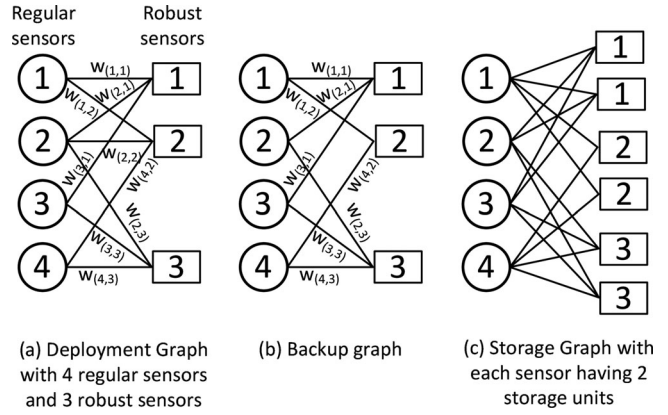 Regular sensors
Robust sensors
1
2
3
4
1
2
3
W(1,1)
W(1,2)
W(2,1)
W(2,2)
W(3,1)
W(4,2)
W(2,3)
W(3,3)
W(4,3)
(a) Deployment Graph
with 4 regular sensors
and 3 robust sensors
1
2
3
4
1
2
3
W(1,1)
W(1,2)
W(2,1)
W(3,1)
W(4,2)
W(2,3)
W(3,3)
W(4,3)
(b) Backup graph
1
2
3
4
1
1
2
2
3
3
(c) Storage Graph with
each sensor having 2
storage units